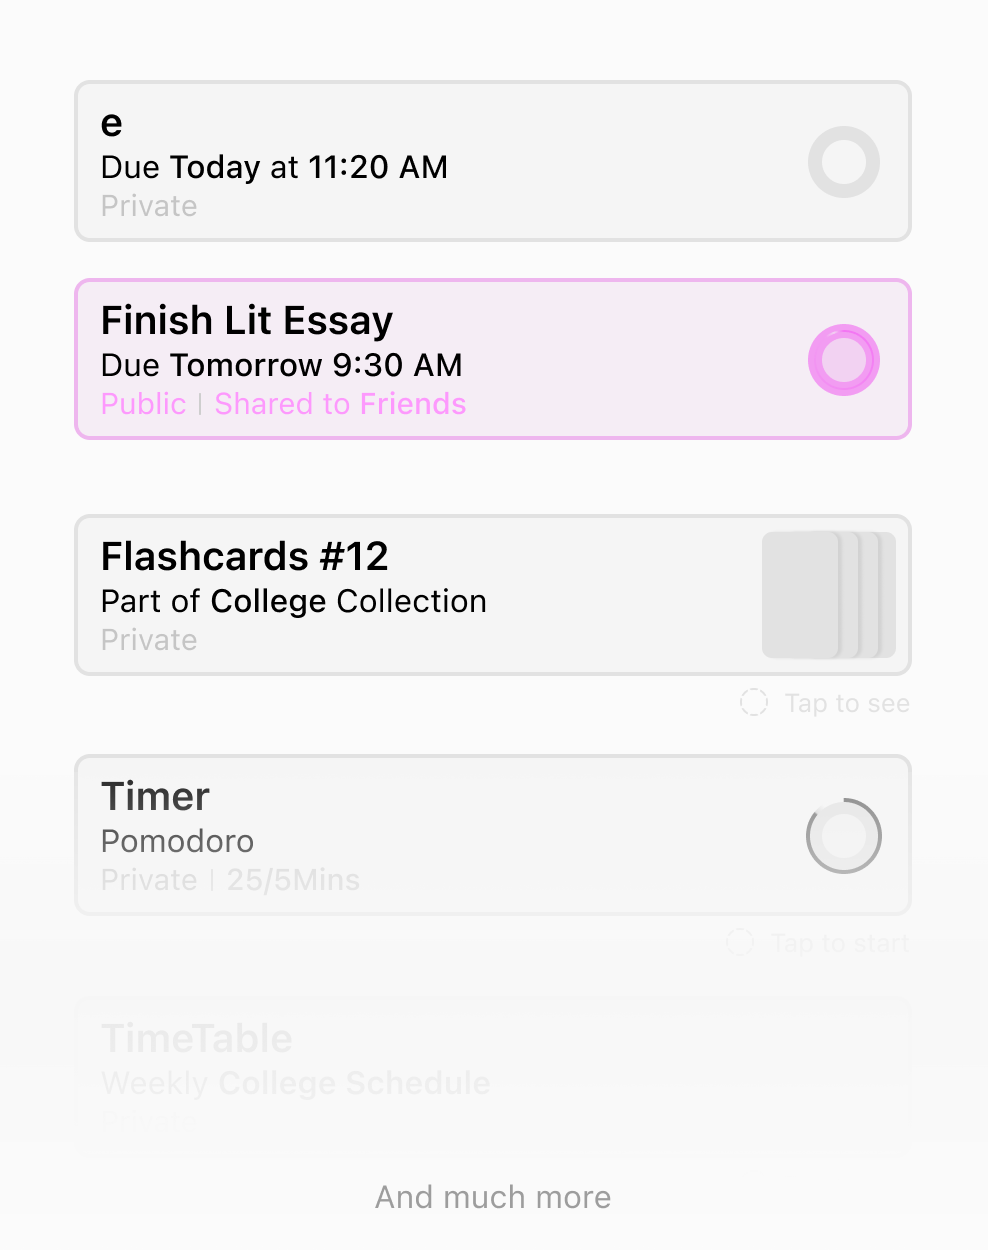 e
Due Today at 11:20 AM
Private
Finish Lit Essay
Due Tomorrow 9:30 AM
Public | Shared to Friends
Flashcards #12
Part of College Collection
Private
Tap to see
Timer
Pomodoro
Private | 25/5Mins
Tap to start
TimeTable
Weekly College Schedule
And much more